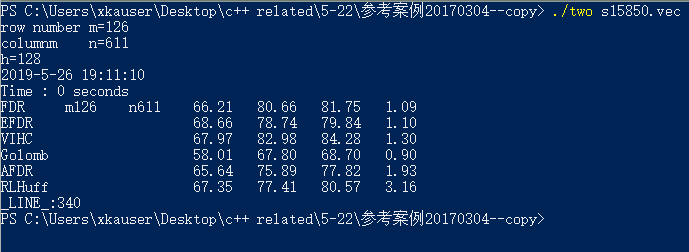 PS C:\Users\xkauser\Desktop\c++ related\5-22\参考案例20170304--copy> ./two s15850.vec
row number m=126
columnm    n=611
h=128
2019-5-26 19:11:10
Time : 0 seconds
FDR     m126    n611    66.21   80.66   81.75   1.09
EFDR                    68.66   78.74   79.84   1.10
VIHC                    67.97   82.98   84.28   1.30
Golomb                  58.01   67.80   68.70   0.90
AFDR                    65.64   75.89   77.82   1.93
RLHuff                  67.35   77.41   80.57   3.16
_LINE_:340
PS C:\Users\xkauser\Desktop\c++ related\5-22\参考案例20170304--copy>